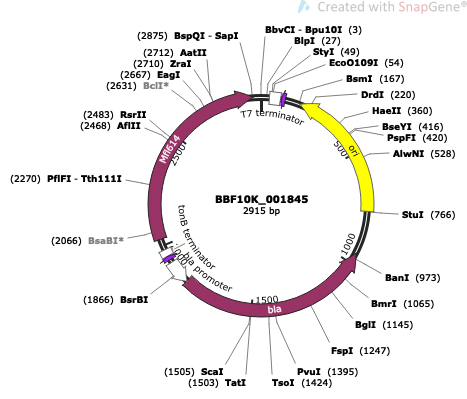 Created with SnapGene®
(2875) BspQI - SapI
BbvCI - Bpu10I (3)
BlpI (27)
(2712) AatII
StyI (49)
(2710) ZraI
EcoO109I (54)
(2667) EagI
BsmI (167)
(2631) BclI*
DrdI (220)
HaeII (360)
(2483) RsrII
BseYI (416)
(2468) AflII
PspFI (420)
AlwNI (528)
T7 terminator
Mfl614
2500
500
ori
(2270) PflFI - Tth111I
BBF10K_001845
2915 bp
StuI (766)
(2066) BsaBI*
tonB terminator
bla promoter
1000
BanI (973)
(1866) BsrBI
BmrI (1065)
1500
bla
BglI (1145)
FspI (1247)
(1505) ScaI
PvuI (1395)
(1503) TatI
TsoI (1424)